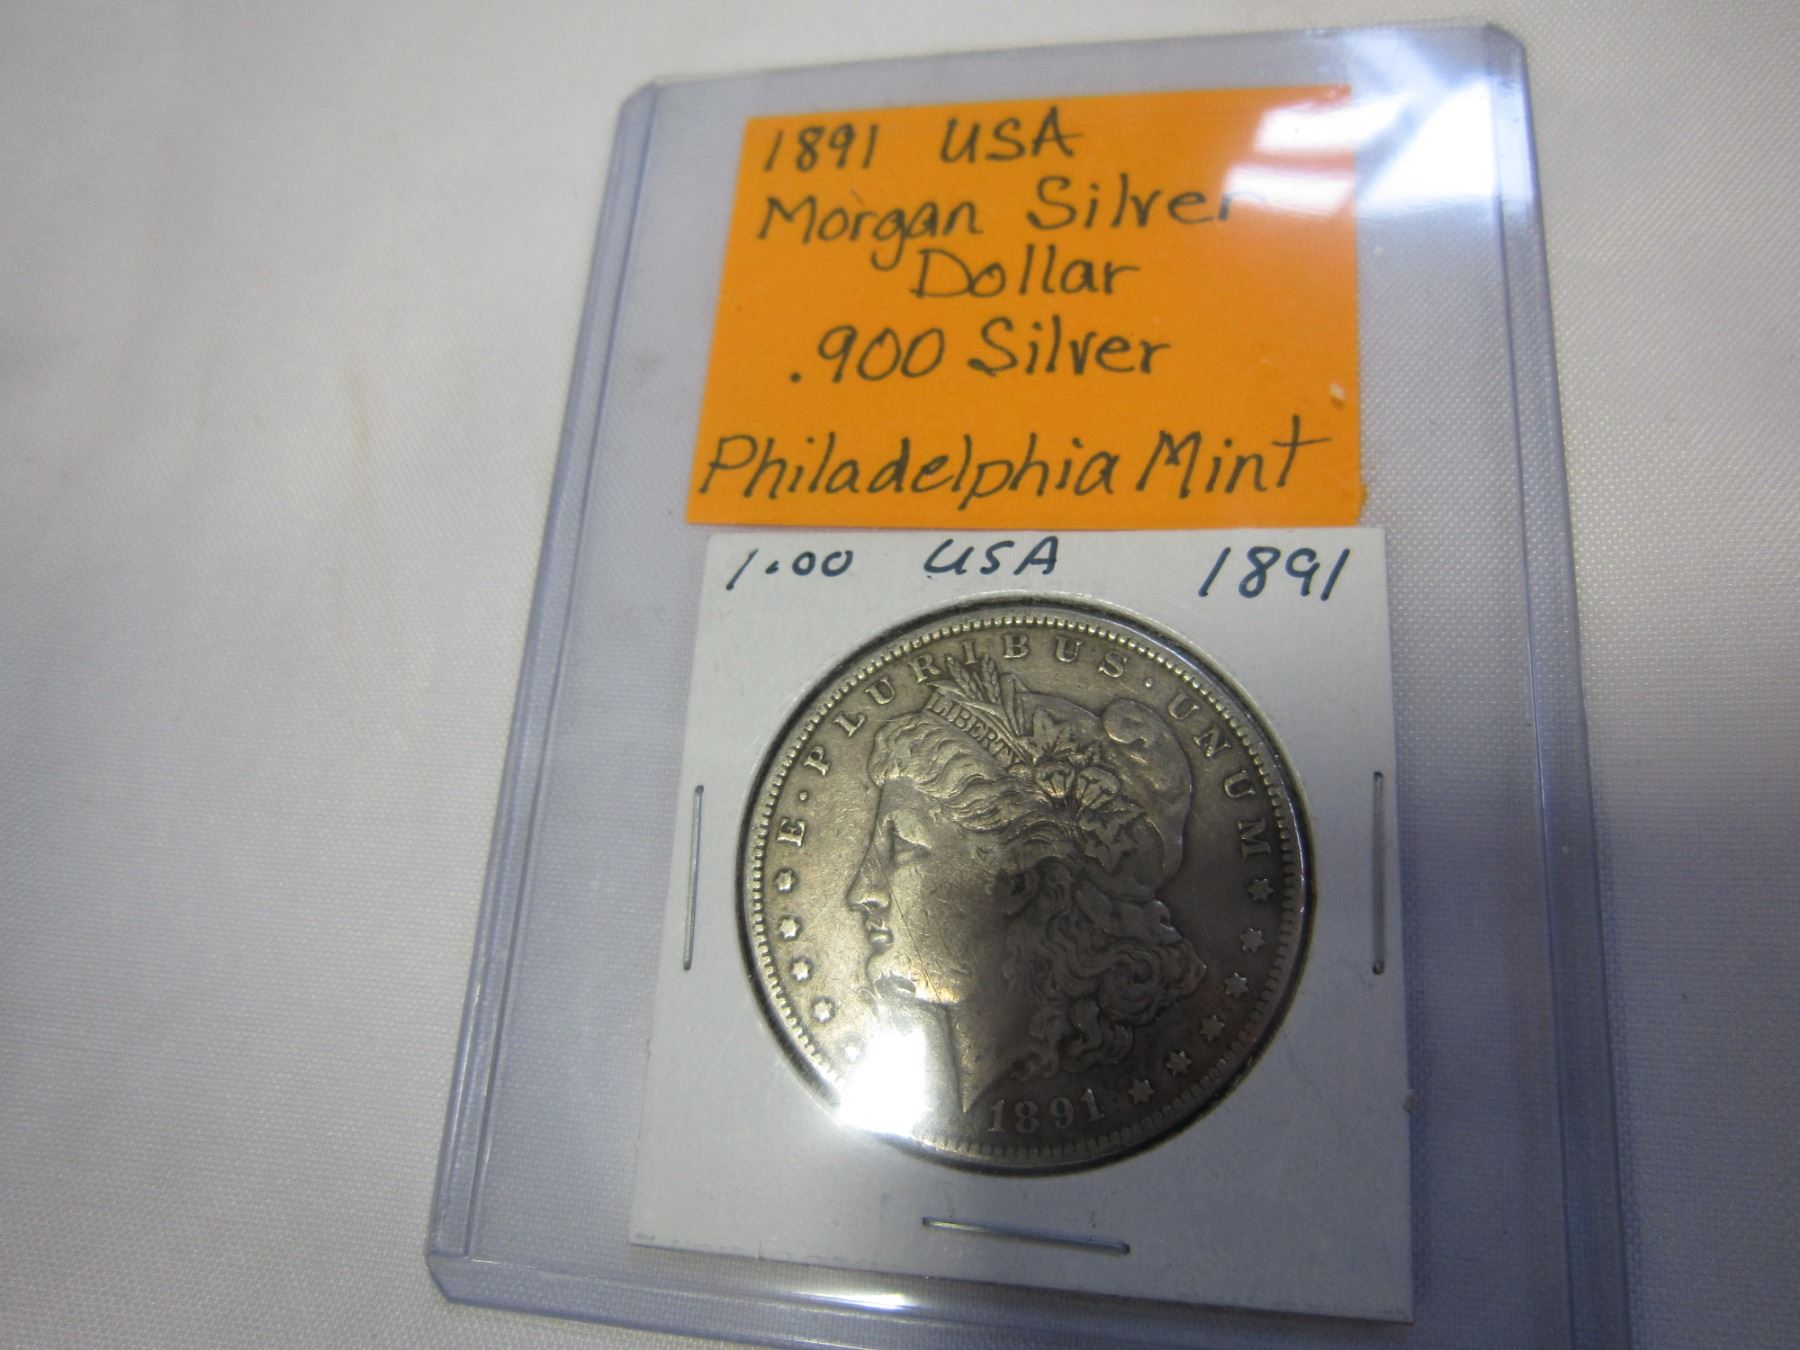 1891 USA
Morgan Silver
Dollar
.900 Silver
Philadelphia Mint
1.00 USA 1891
E·PLURIBUS·UNUM
LIBERTY
1891